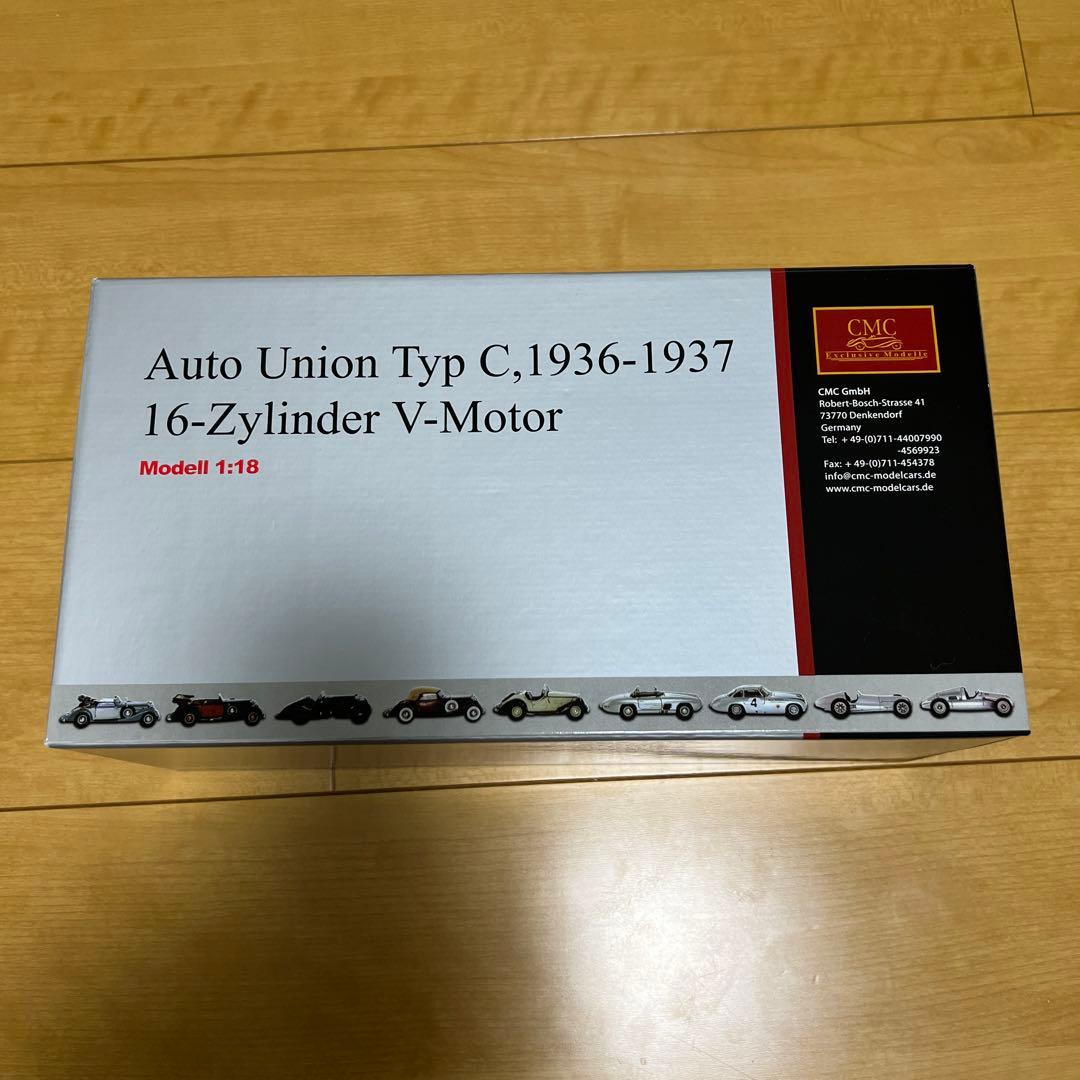 Auto Union Typ C,1936-1937
16-Zylinder V-Motor
Modell 1:18
CMC
Exclusive Modelle
CMC GmbH
Robert-Bosch-Strasse 41
73770 Denkendorf
Germany
Tel: + 49-(0)711-44007990
-4569923
Fax: + 49-(0)711-454378
info@cmc-modelcars.de
www.cmc-modelcars.de
4